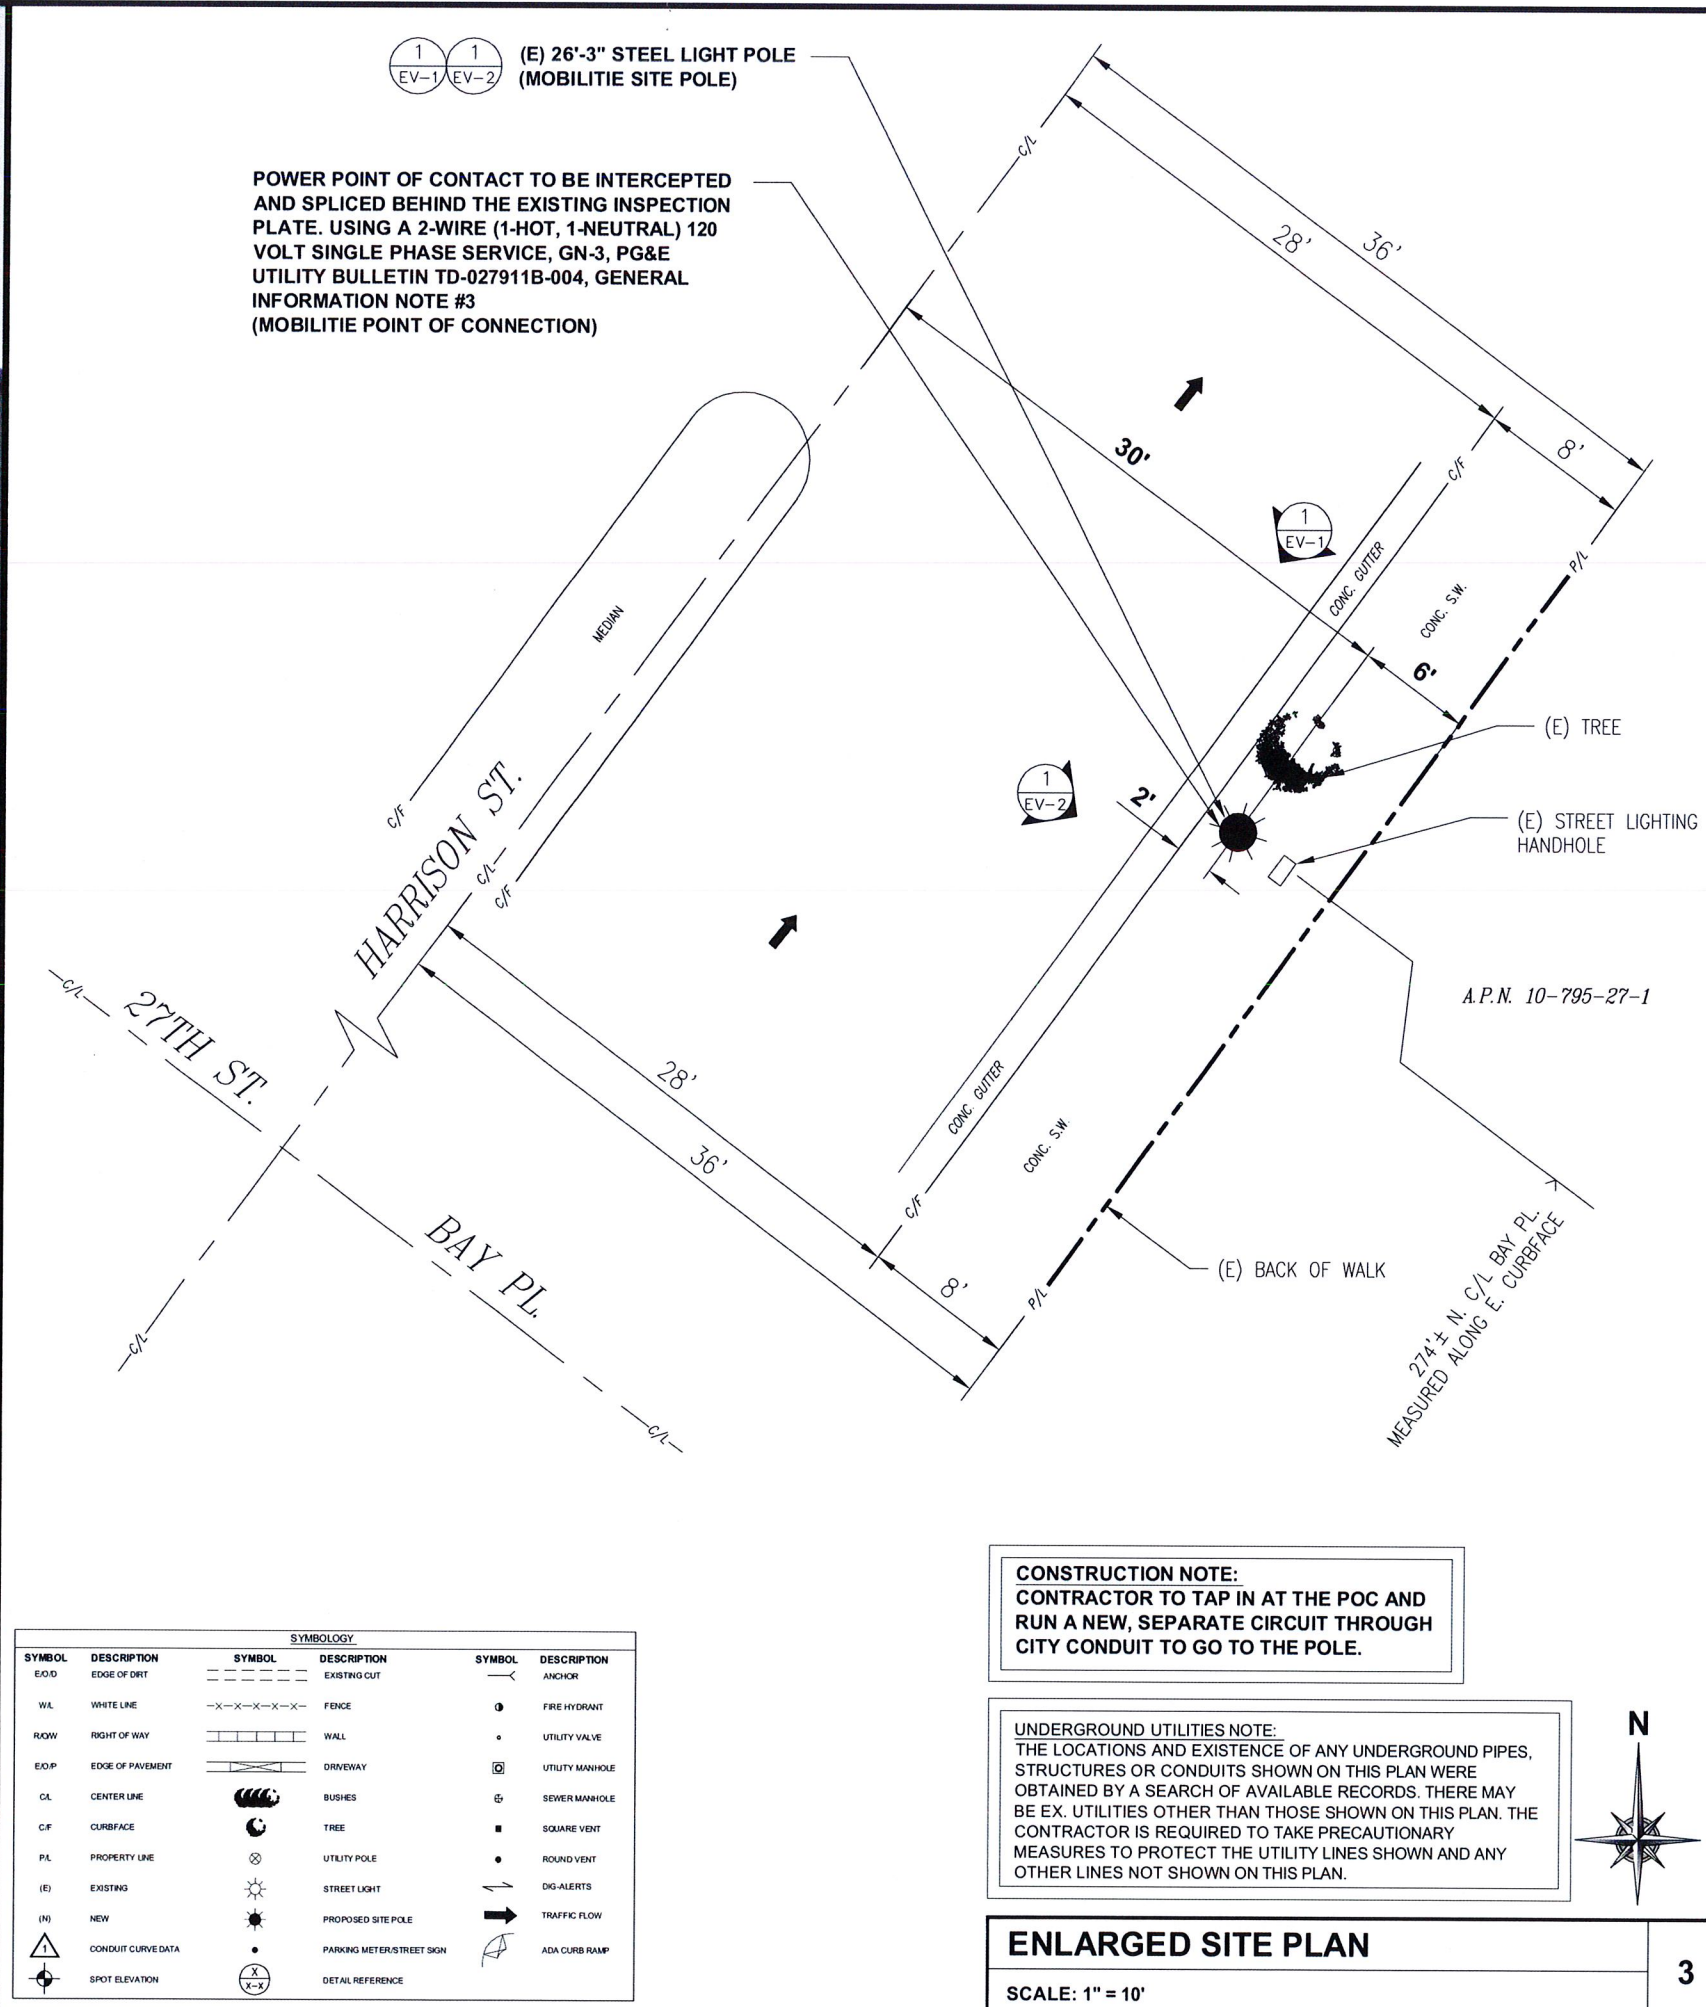 1
EV-1
1
EV-2
(E) 26'-3" STEEL LIGHT POLE
(MOBILITIE SITE POLE)
POWER POINT OF CONTACT TO BE INTERCEPTED
AND SPLICED BEHIND THE EXISTING INSPECTION
PLATE. USING A 2-WIRE (1-HOT, 1-NEUTRAL) 120
VOLT SINGLE PHASE SERVICE, GN-3, PG&E
UTILITY BULLETIN TD-027911B-004, GENERAL
INFORMATION NOTE #3
(MOBILITIE POINT OF CONNECTION)
C/L
28'
36'
30'
8'
C/F
1
EV-1
P/L
CONC. GUTTER
CONC. S.W.
MEDIAN
6'
(E) TREE
1
EV-2
2'
(E) STREET LIGHTING
HANDHOLE
C/F
HARRISON ST.
C/L
C/F
A.P.N. 10-795-27-1
C/L
27TH ST.
28'
36'
CONC. GUTTER
CONC. S.W.
C/F
BAY PL.
(E) BACK OF WALK
8'
P/L
274'± N. C/L BAY PL.
MEASURED ALONG E. CURBFACE
C/L
C/L
CONSTRUCTION NOTE:
CONTRACTOR TO TAP IN AT THE POC AND
RUN A NEW, SEPARATE CIRCUIT THROUGH
CITY CONDUIT TO GO TO THE POLE.
SYMBOLOGY
SYMBOL DESCRIPTION SYMBOL DESCRIPTION SYMBOL DESCRIPTION
E/O/D EDGE OF DIRT EXISTING CUT ANCHOR
W/L WHITE LINE -X-X-X-X-X- FENCE FIRE HYDRANT
R/O/W RIGHT OF WAY WALL UTILITY VALVE
E/O/P EDGE OF PAVEMENT DRIVEWAY UTILITY MANHOLE
C/L CENTER LINE BUSHES SEWER MANHOLE
C/F CURBFACE TREE SQUARE VENT
P/L PROPERTY LINE UTILITY POLE ROUND VENT
(E) EXISTING STREET LIGHT DIG-ALERTS
(N) NEW PROPOSED SITE POLE TRAFFIC FLOW
1 CONDUIT CURVE DATA PARKING METER/STREET SIGN ADA CURB RAMP
SPOT ELEVATION X X-X DETAIL REFERENCE
UNDERGROUND UTILITIES NOTE:
THE LOCATIONS AND EXISTENCE OF ANY UNDERGROUND PIPES,
STRUCTURES OR CONDUITS SHOWN ON THIS PLAN WERE
OBTAINED BY A SEARCH OF AVAILABLE RECORDS. THERE MAY
BE EX. UTILITIES OTHER THAN THOSE SHOWN ON THIS PLAN. THE
CONTRACTOR IS REQUIRED TO TAKE PRECAUTIONARY
MEASURES TO PROTECT THE UTILITY LINES SHOWN AND ANY
OTHER LINES NOT SHOWN ON THIS PLAN.
N
ENLARGED SITE PLAN
SCALE: 1" = 10'
3